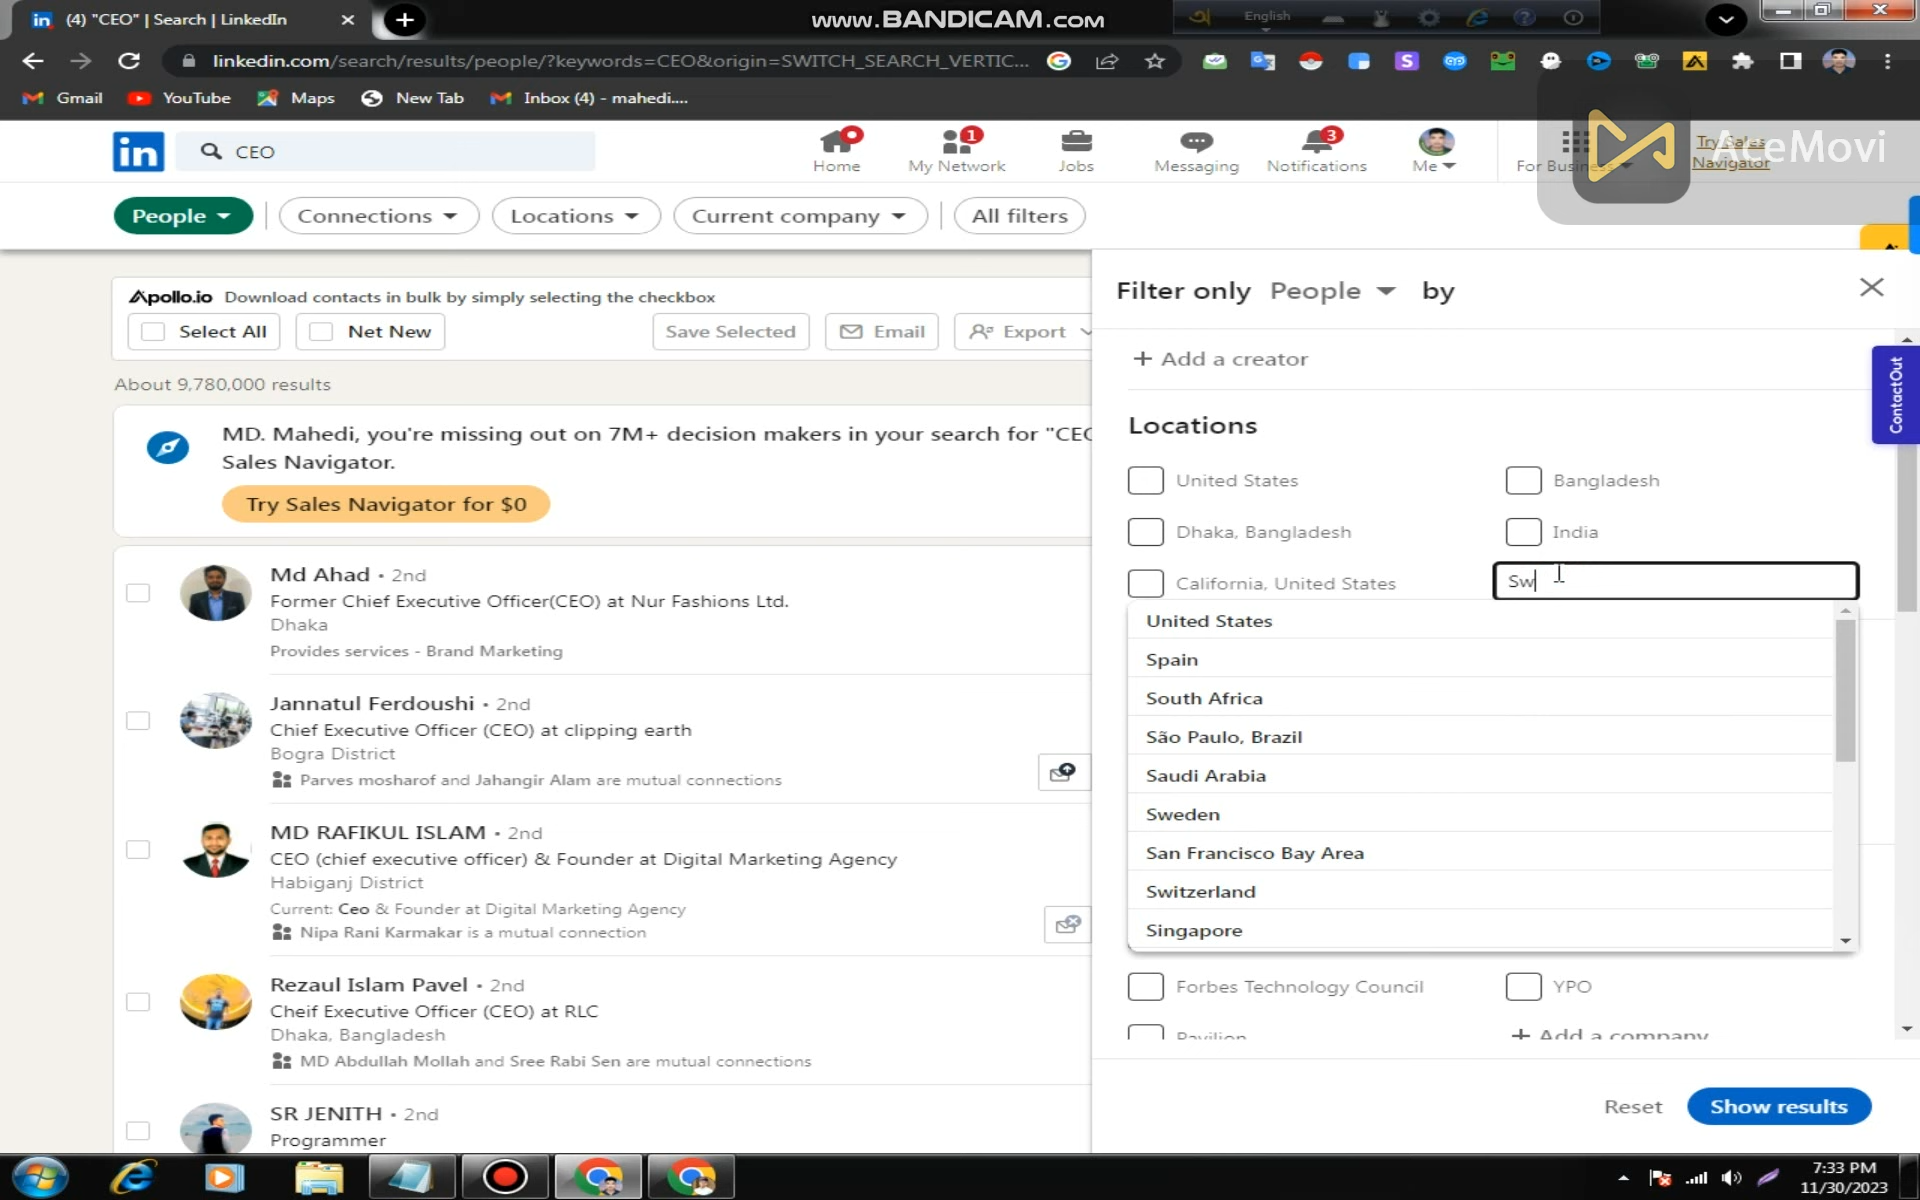 (4) "CEO" | Search | LinkedIn
www.BANDICAM.com
English
linkedin.com/search/results/people/?keywords=CEO&origin=SWITCH_SEARCH_VERTIC...
Gmail
YouTube
Maps
New Tab
Inbox (4) - mahedi....
AceMovi
in
CEO
Home
1
My Network
Jobs
Messaging
3
Notifications
Me
For Business
Try Sales
Navigator
People
Connections
Locations
Current company
All filters
Apollo.io Download contacts in bulk by simply selecting the checkbox
Select All
Net New
Save Selected
Email
Export
About 9,780,000 results
MD. Mahedi, you're missing out on 7M+ decision makers in your search for "CEO
Sales Navigator.
Try Sales Navigator for $0
Md Ahad • 2nd
Former Chief Executive Officer(CEO) at Nur Fashions Ltd.
Dhaka
Provides services - Brand Marketing
Jannatul Ferdoushi • 2nd
Chief Executive Officer (CEO) at clipping earth
Bogra District
Parves mosharof and Jahangir Alam are mutual connections
MD RAFIKUL ISLAM • 2nd
CEO (chief executive officer) & Founder at Digital Marketing Agency
Habiganj District
Current: Ceo & Founder at Digital Marketing Agency
Nipa Rani Karmakar is a mutual connection
Rezaul Islam Pavel • 2nd
Cheif Executive Officer (CEO) at RLC
Dhaka, Bangladesh
MD Abdullah Mollah and Sree Rabi Sen are mutual connections
SR JENITH • 2nd
Programmer
Filter only People by
+ Add a creator
ContactOut
Locations
United States
Bangladesh
Dhaka, Bangladesh
India
California, United States
Sw
United States
Spain
South Africa
São Paulo, Brazil
Saudi Arabia
Sweden
San Francisco Bay Area
Switzerland
Singapore
Forbes Technology Council
YPO
Pavilion
+ Add a company
Reset
Show results
7:33 PM
11/30/2023